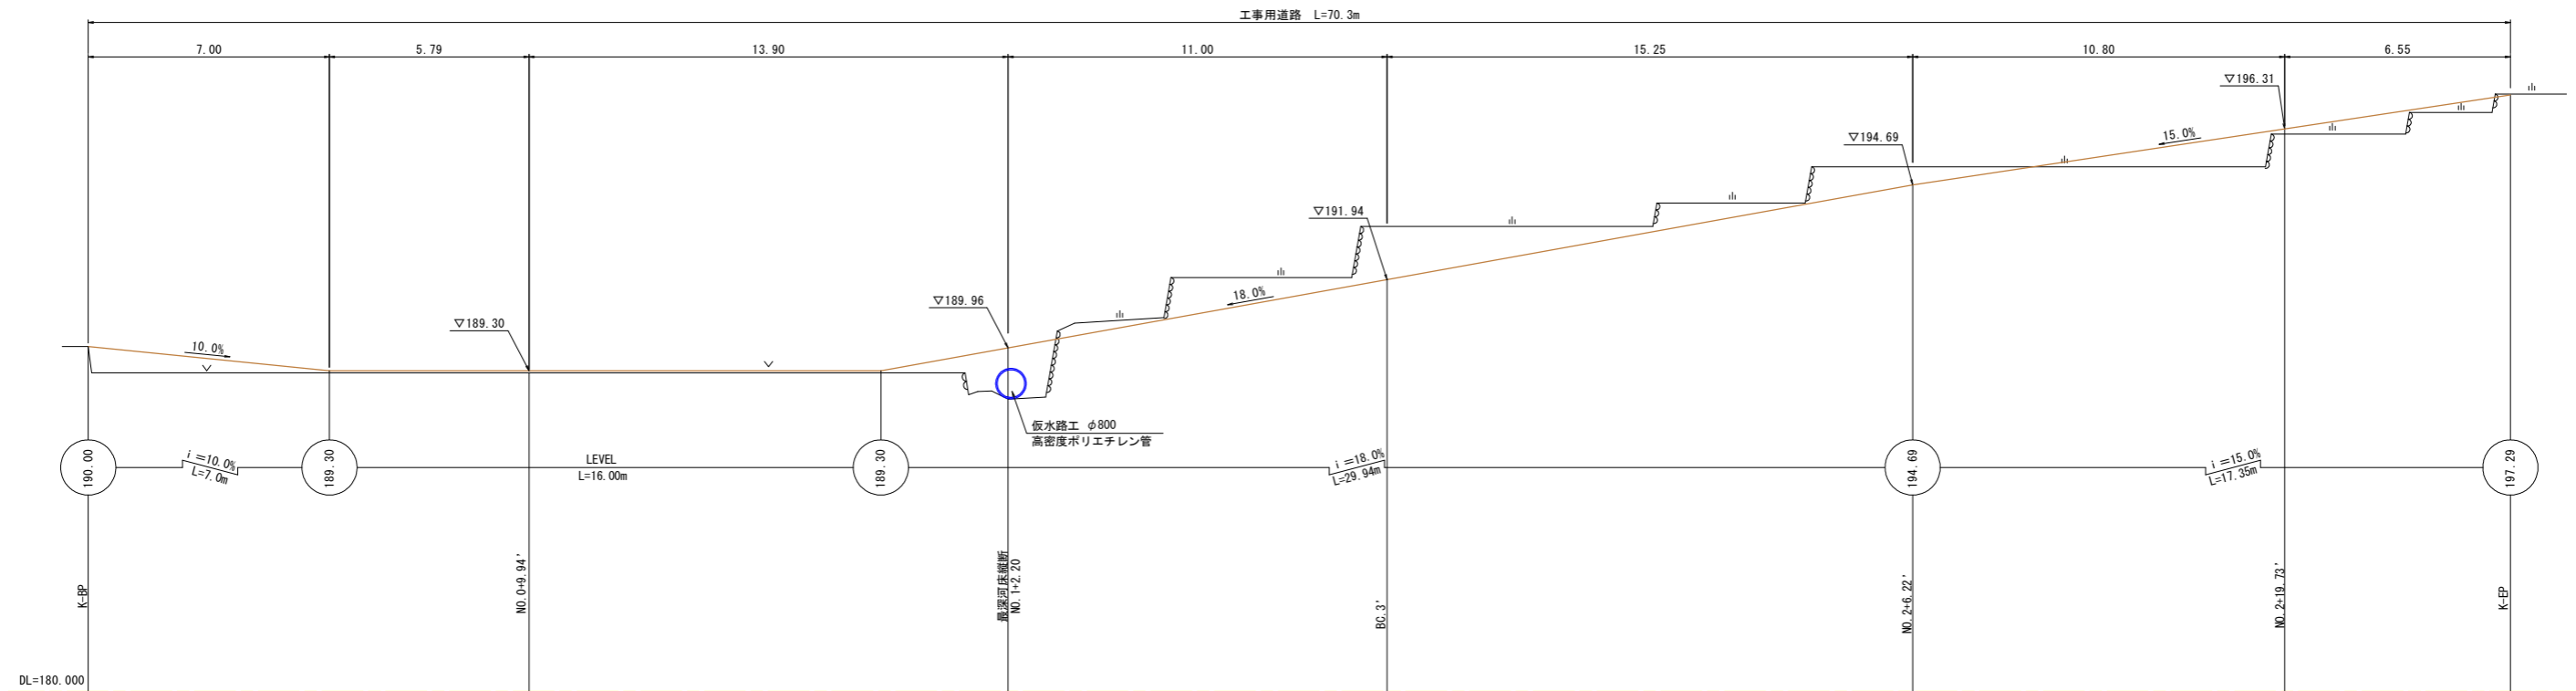 工事用道路 L=70.3m
7.00
5.79
13.90
11.00
15.25
10.80
6.55
▽196.31
15.0%
▽194.69
▽191.94
18.0%
▽189.96
▽189.30
10.0%
仮水路工 φ800
高密度ポリエチレン管
190.00
i=10.0%
L=7.0m
189.30
LEVEL
L=16.00m
189.30
i=18.0%
L=29.94m
194.69
i=15.0%
L=17.35m
197.29
K-BP
NO.0+9.94'
最深河床縦断
NO.1+2.20
BC.3'
NO.2+6.22'
NO.2+19.73'
K-EP
DL=180.000